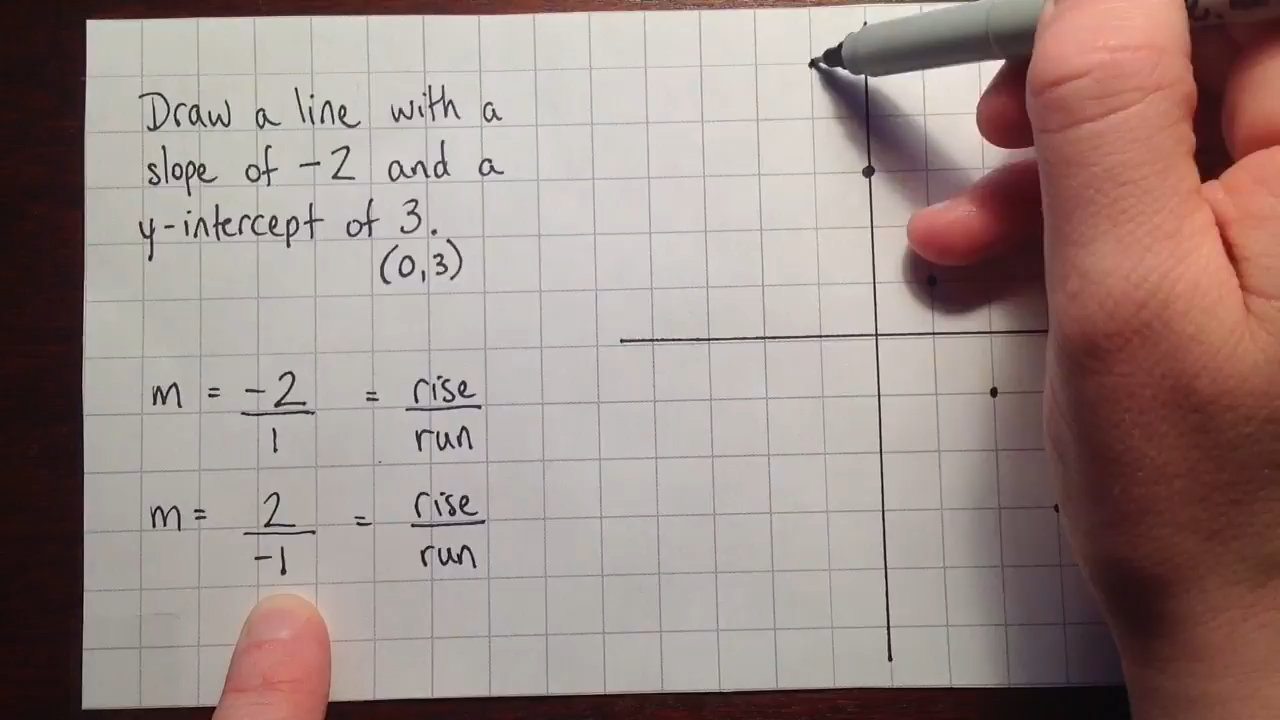 Draw a line with a
slope of -2 and a
y-intercept of 3.
(0,3)
m = -2/1 = rise/run
m = 2/-1 = rise/run